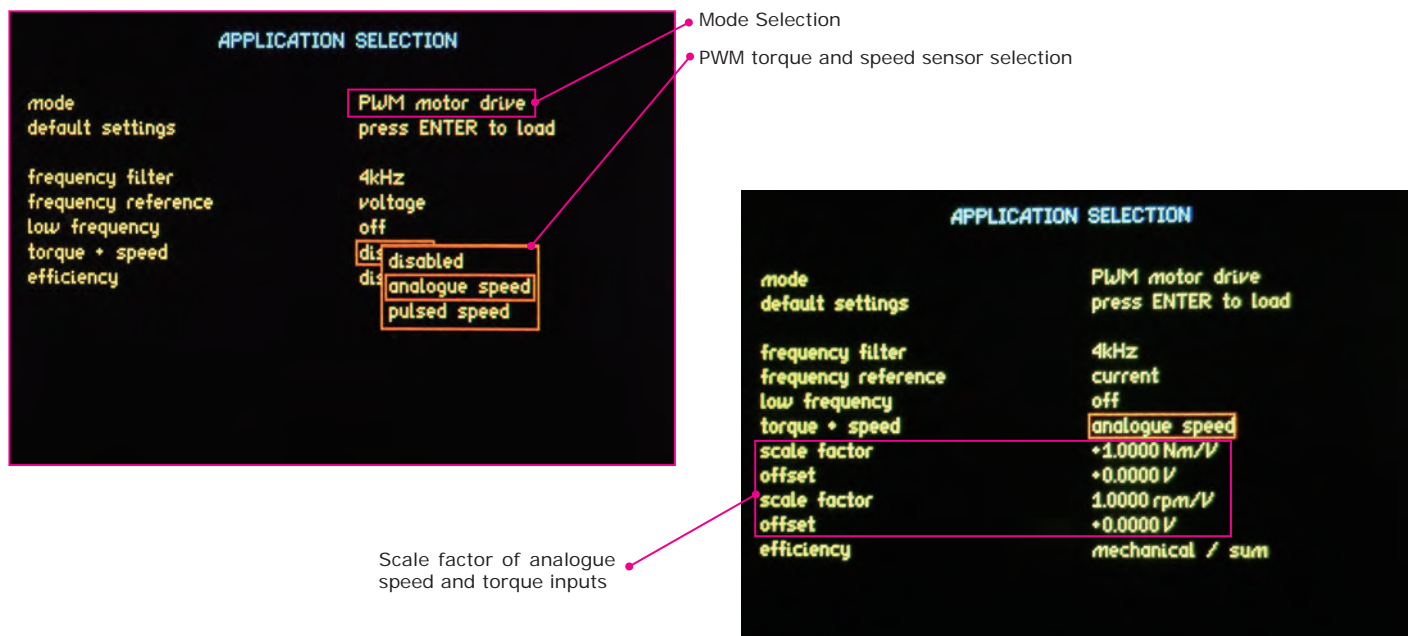 APPLICATION SELECTION
mode PWM motor drive
default settings press ENTER to load
frequency filter 4kHz
frequency reference voltage
low frequency off
torque + speed dis
efficiency dis
disabled
analogue speed
pulsed speed
Mode Selection
PWM torque and speed sensor selection
APPLICATION SELECTION
mode PWM motor drive
default settings press ENTER to load
frequency filter 4kHz
frequency reference current
low frequency off
torque + speed analogue speed
scale factor +1.0000 Nm/V
offset +0.0000 V
scale factor 1.0000 rpm/V
offset +0.0000 V
efficiency mechanical / sum
Scale factor of analogue
speed and torque inputs